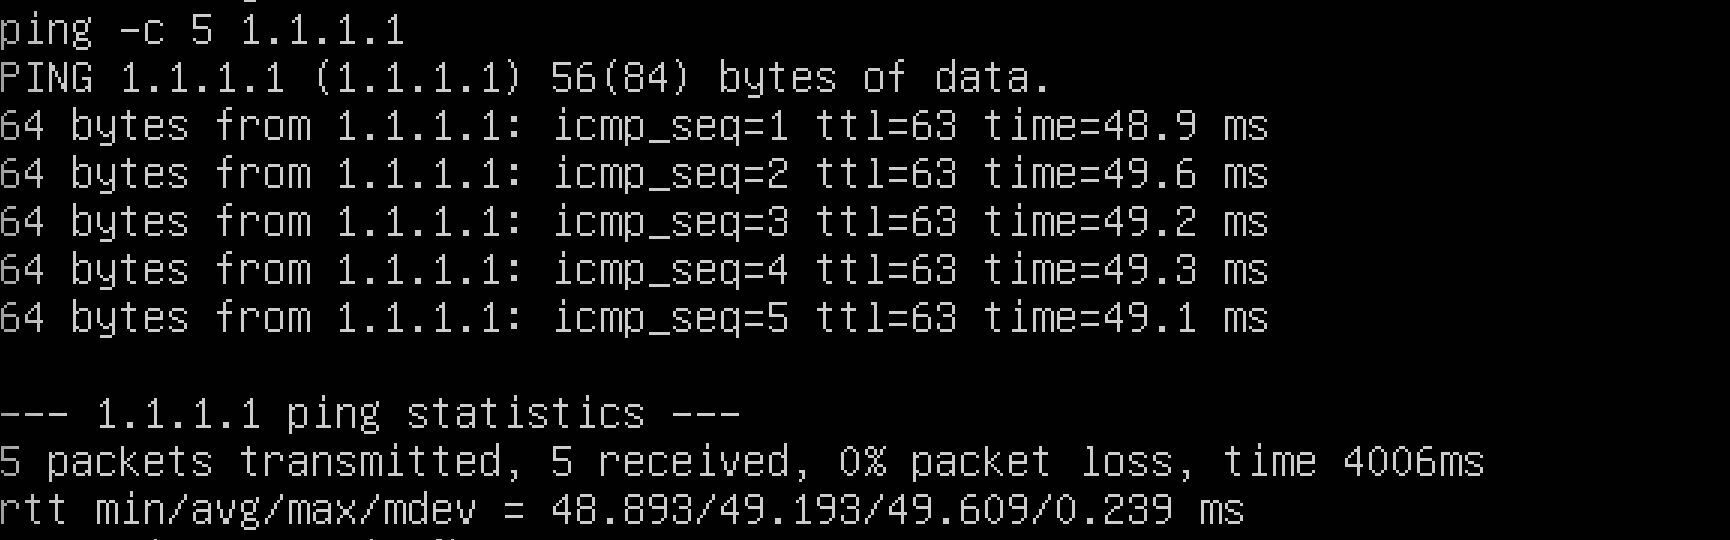 ping -c 5 1.1.1.1
PING 1.1.1.1 (1.1.1.1) 56(84) bytes of data.
64 bytes from 1.1.1.1: icmp_seq=1 ttl=63 time=48.9 ms
64 bytes from 1.1.1.1: icmp_seq=2 ttl=63 time=49.6 ms
64 bytes from 1.1.1.1: icmp_seq=3 ttl=63 time=49.2 ms
64 bytes from 1.1.1.1: icmp_seq=4 ttl=63 time=49.3 ms
64 bytes from 1.1.1.1: icmp_seq=5 ttl=63 time=49.1 ms
--- 1.1.1.1 ping statistics ---
5 packets transmitted, 5 received, 0% packet loss, time 4006ms
rtt min/avg/max/mdev = 48.893/49.193/49.609/0.239 ms